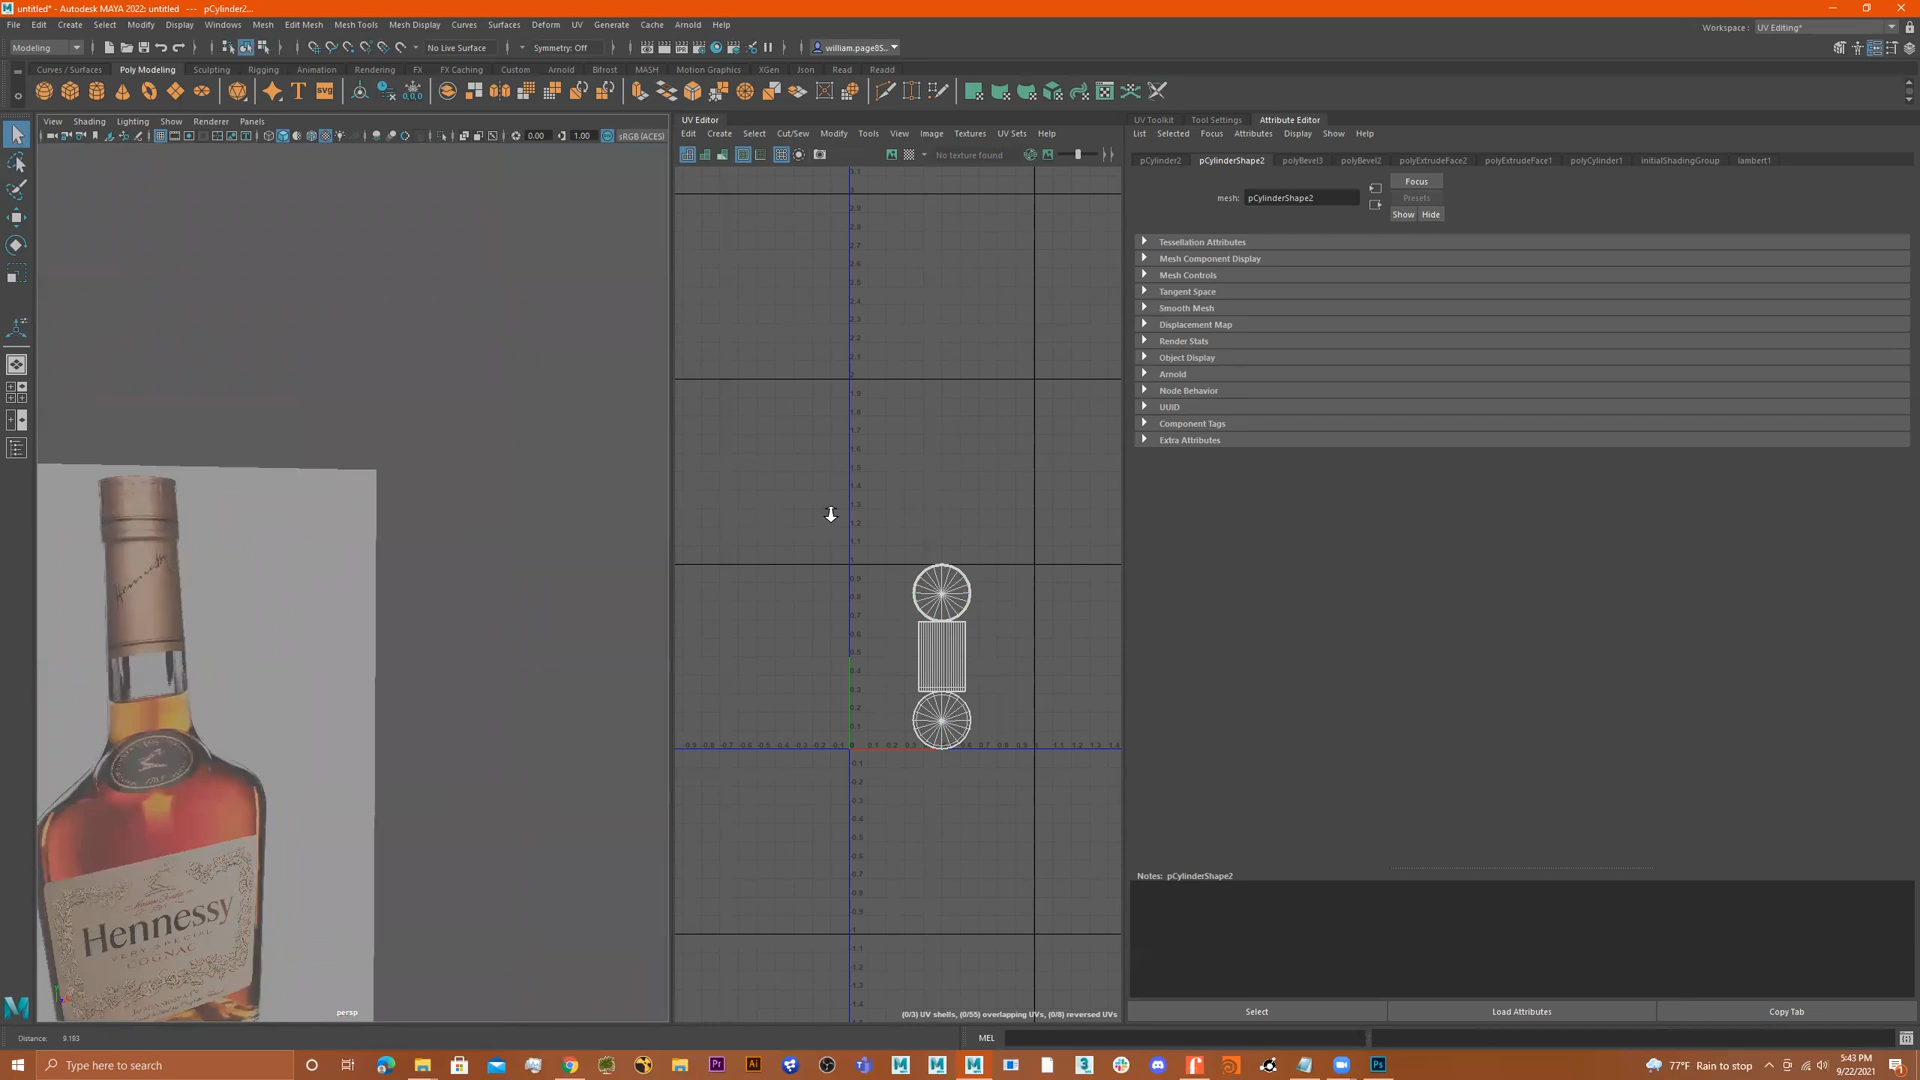 untitled* - Autodesk MAYA 2022: untitled --- pCylinder2...
File Edit Create Select Modify Display Windows Mesh Edit Mesh Mesh Tools Mesh Display Curves Surfaces Deform UV Generate Cache Arnold Help
Workspace: UV Editing*
Modeling No Live Surface Symmetry: Off william.page8S...
Curves / Surfaces Poly Modeling Sculpting Rigging Animation Rendering FX FX Caching Custom Arnold Bifrost MASH Motion Graphics XGen Json Read Readd
SVG
View Shading Lighting Show Renderer Panels
0.00 1.00 sRGB (ACES)
UV Editor
Edit Create Select Cut/Sew Modify Tools View Image Textures UV Sets Help
No texture found
UV Toolkit Tool Settings Attribute Editor
List Selected Focus Attributes Display Show Help
pCylinder2 pCylinderShape2 polyBevel3 polyBevel2 polyExtrudeFace2 polyExtrudeFace1 polyCylinder1 initialShadingGroup lambert1
mesh: pCylinderShape2
Focus
Presets
Show Hide
Tessellation Attributes
Mesh Component Display
Mesh Controls
Tangent Space
Smooth Mesh
Displacement Map
Render Stats
Object Display
Arnold
Node Behavior
UUID
Component Tags
Extra Attributes
Hennessy
VERY SPECIAL
COGNAC
persp
(0/3) UV shells, (0/55) overlapping UVs, (0/8) reversed UVs
Notes: pCylinderShape2
Select Load Attributes Copy Tab
Distance: 9.193
MEL
Type here to search
77°F Rain to stop
5:43 PM
9/22/2021